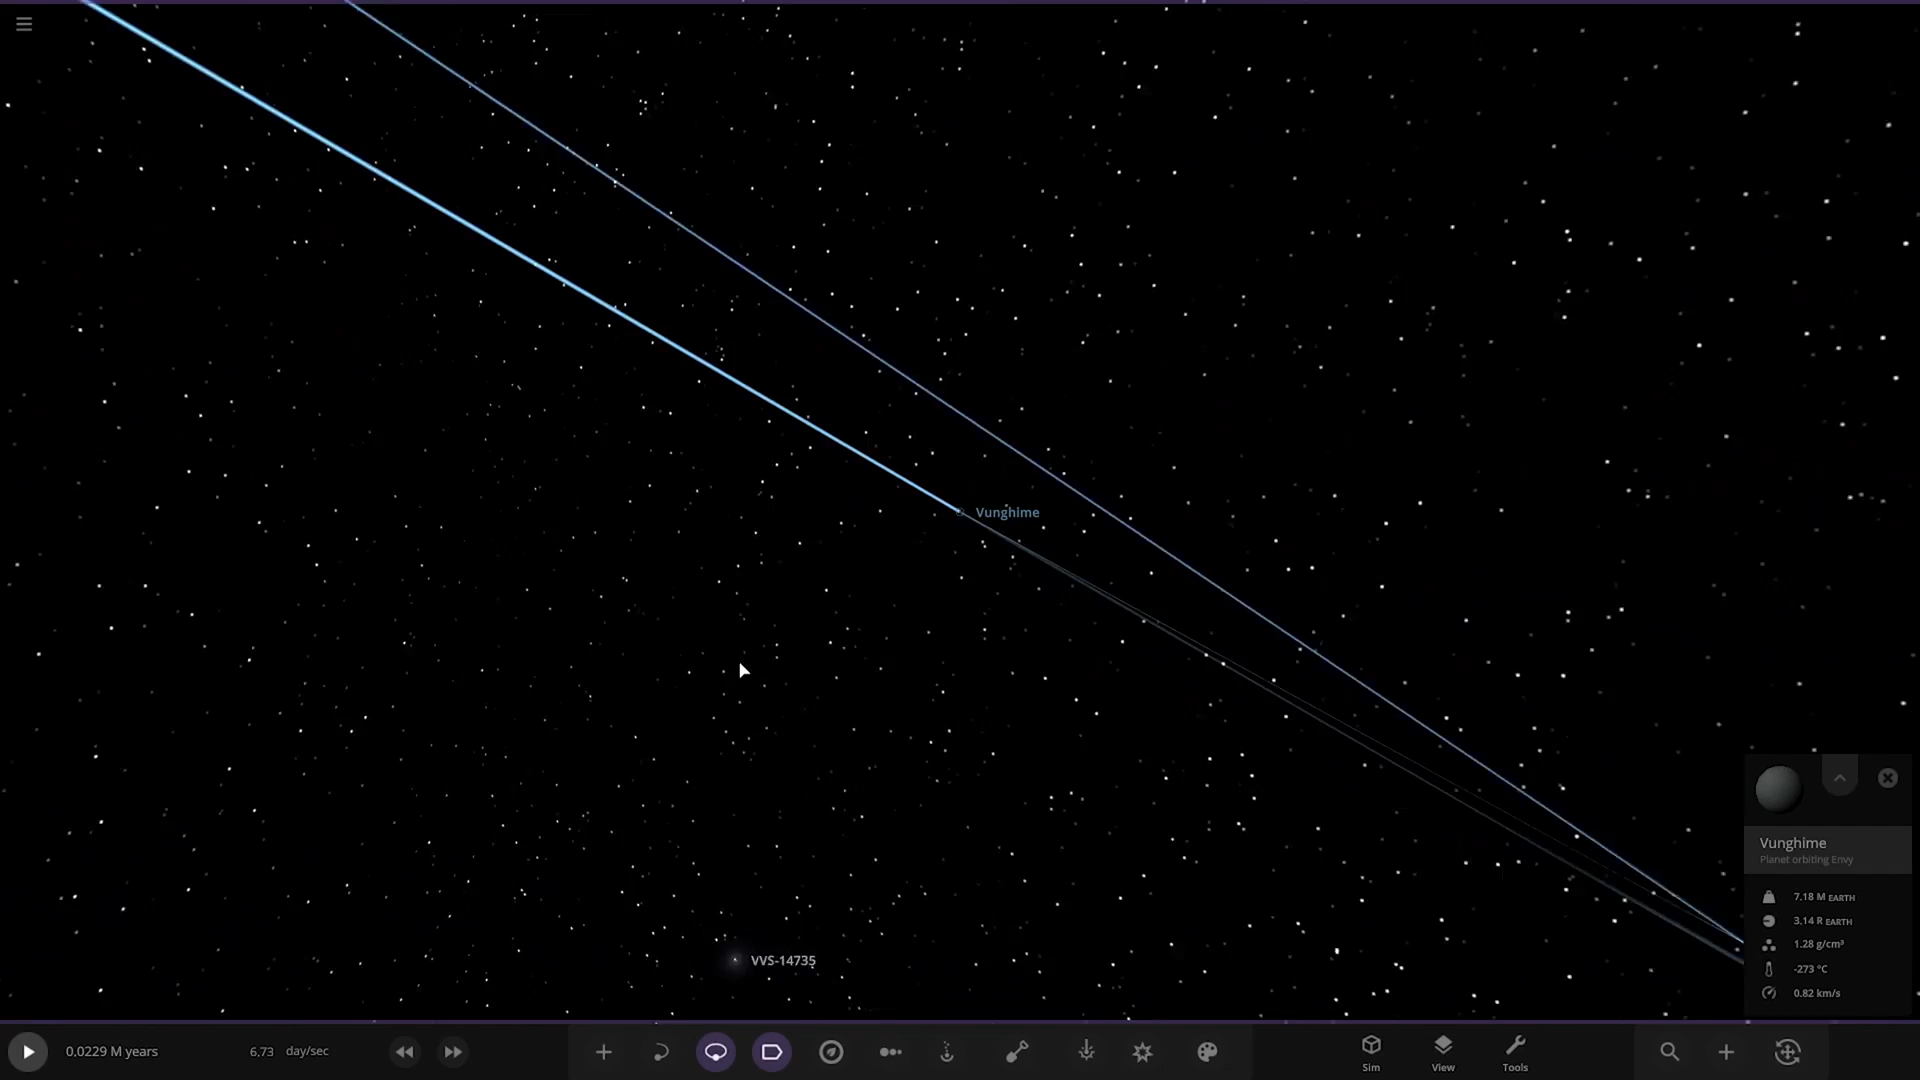 Vunghime
VVS-14735
Vunghime
Planet orbiting Envy
7.18 M EARTH
3.14 R EARTH
1.28 g/cm³
-273 °C
0.82 km/s
0.0229 M years
6.73 day/sec
Sim
View
Tools